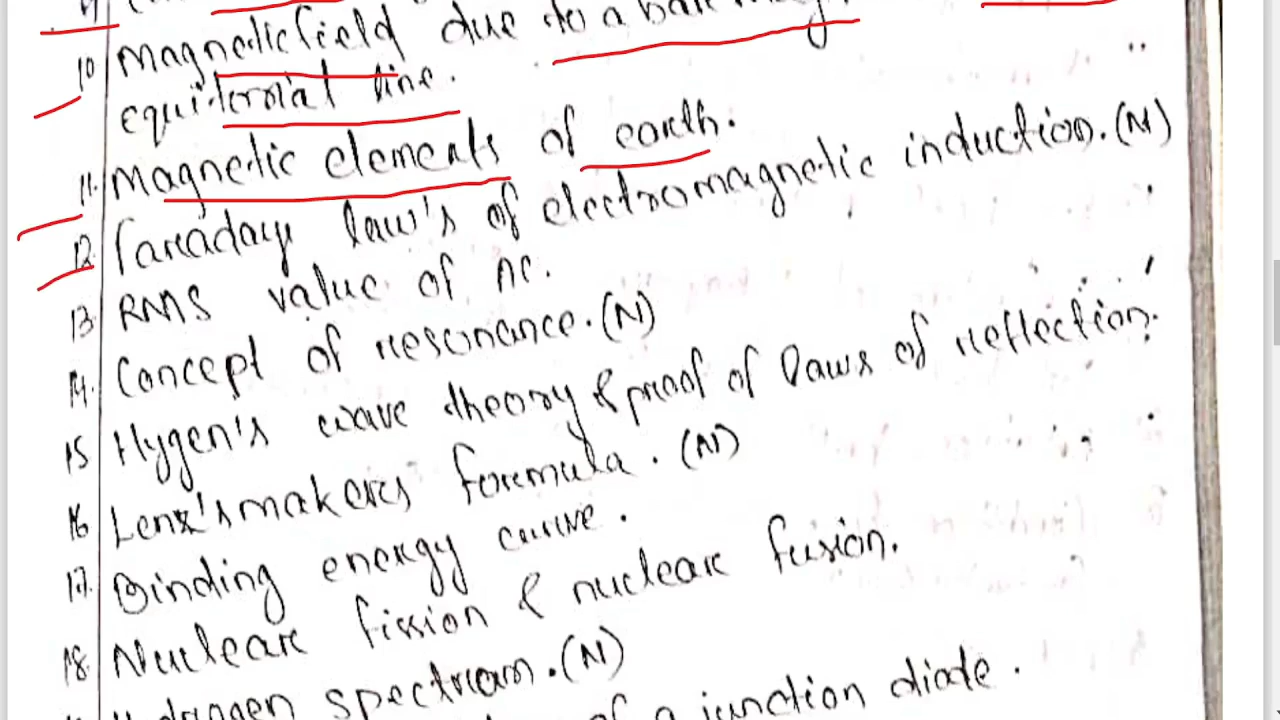 10 Magnetic field due to a bar
equitorial line.
11. Magnetic elements of earth.
12. Faraday's law's of electromagnetic induction. (N)
13 RMS value of AC.
14. Concept of resonance. (N)
15 Hygen's wave theory & proof of Laws of reflection.
16 Lenz's makers formula. (N)
17. Binding energy curve.
18. Nuclear fission & nuclear fusion.
spectrum. (N)
of a junction diode.